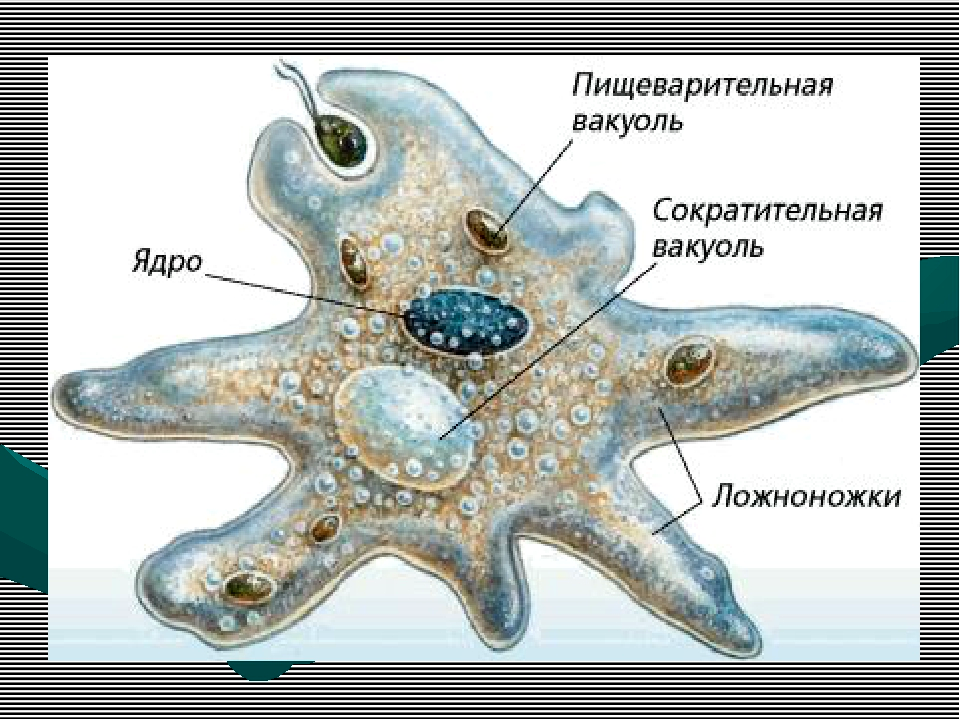 Пищеварительная
вакуоль
Сократительная
вакуоль
Ядро
Ложноножки